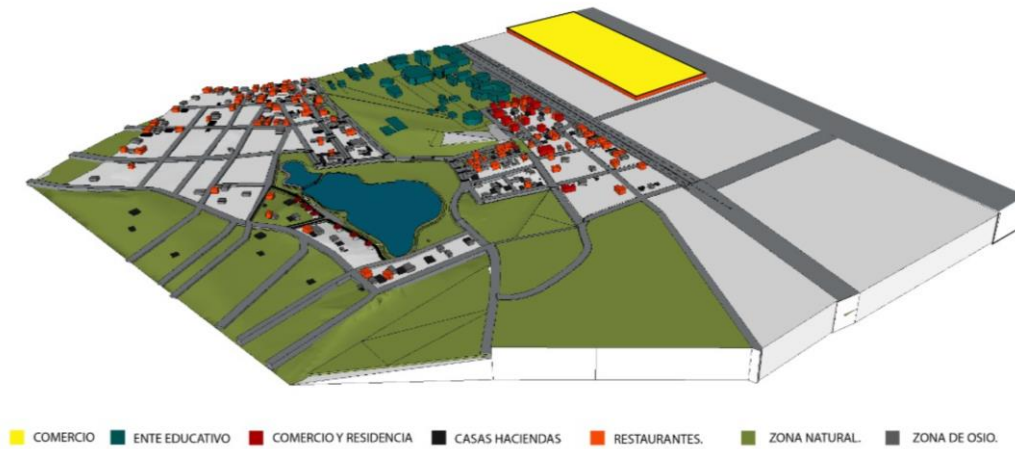 COMERCIO ENTE EDUCATIVO COMERCIO Y RESIDENCIA CASAS HACIENDAS RESTAURANTES. ZONA NATURAL. ZONA DE OSIO.